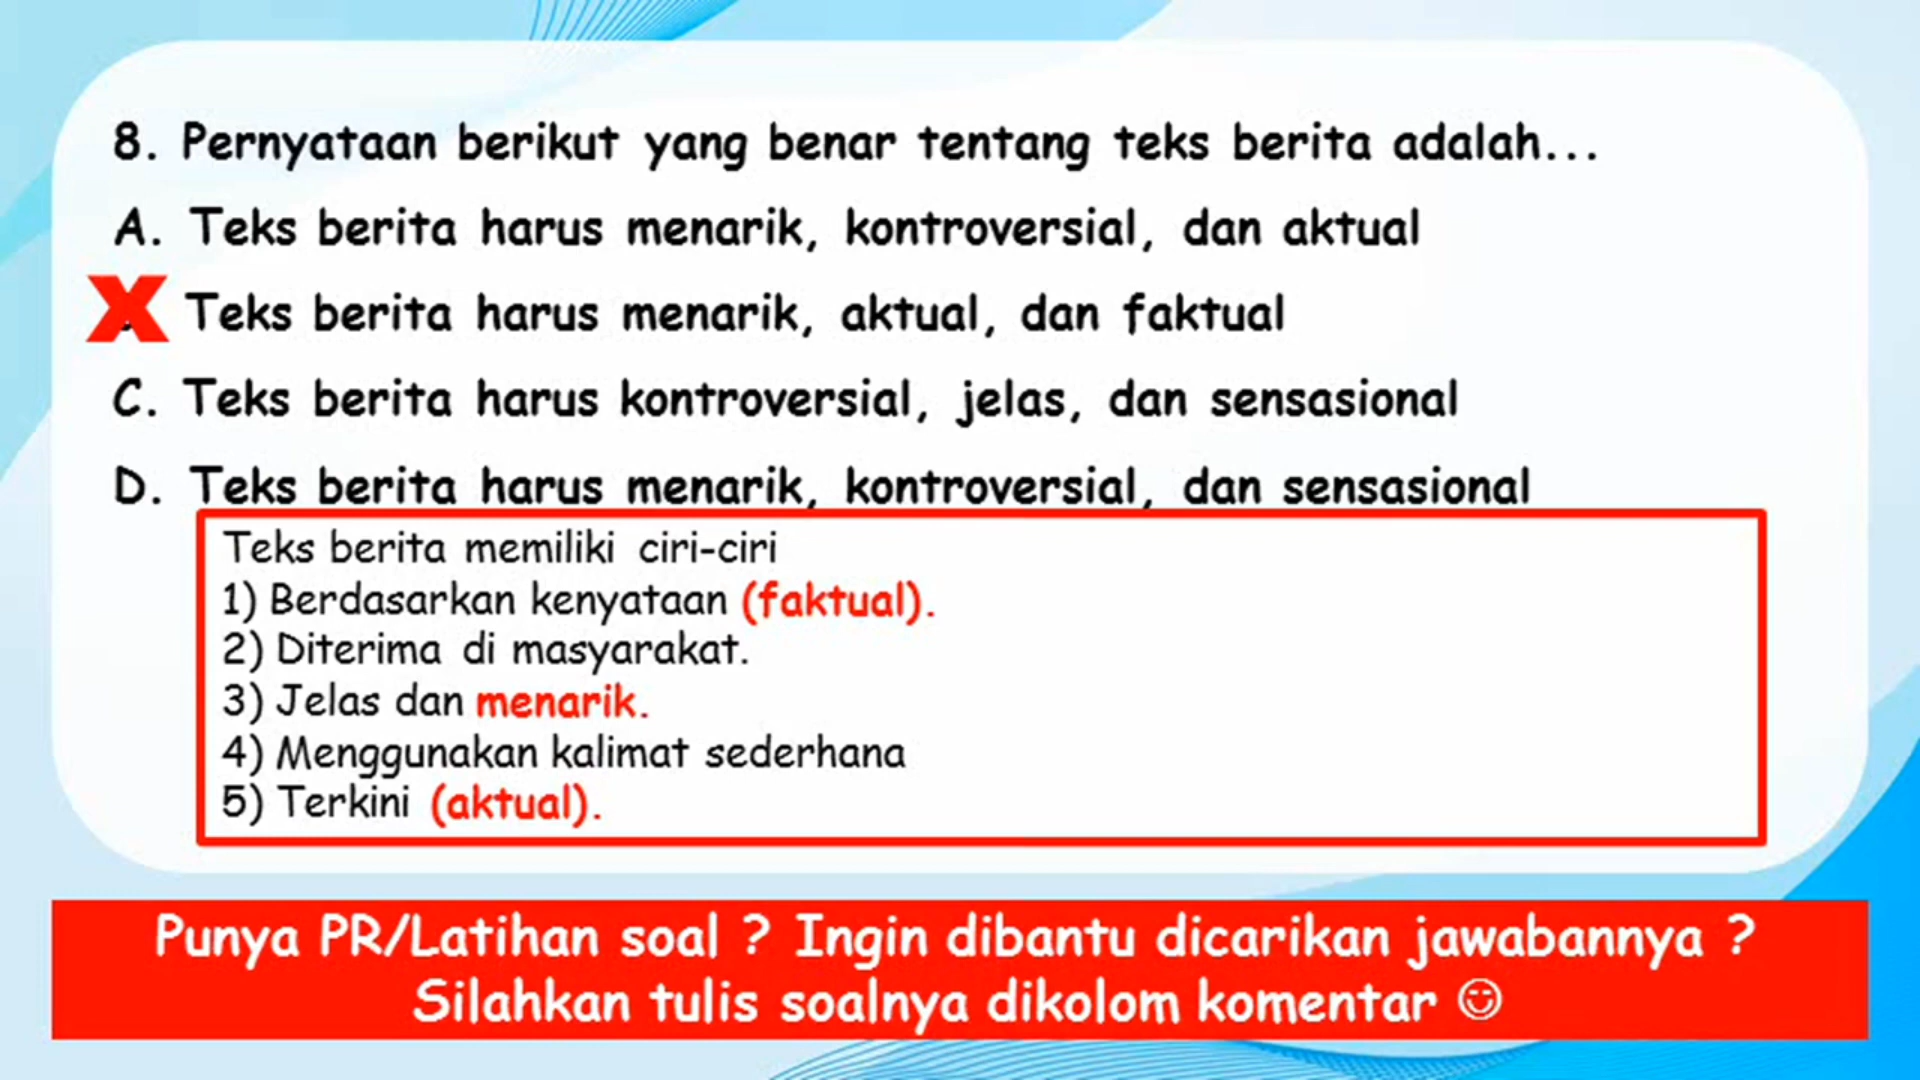 8. Pernyataan berikut yang benar tentang teks berita adalah...
A. Teks berita harus menarik, kontroversial, dan aktual
X Teks berita harus menarik, aktual, dan faktual
C. Teks berita harus kontroversial, jelas, dan sensasional
D. Teks berita harus menarik, kontroversial, dan sensasional
Teks berita memiliki ciri-ciri
1) Berdasarkan kenyataan (faktual).
2) Diterima di masyarakat.
3) Jelas dan menarik.
4) Menggunakan kalimat sederhana
5) Terkini (aktual).
Punya PR/Latihan soal ? Ingin dibantu dicarikan jawabannya ?
Silahkan tulis soalnya dikolom komentar ☺